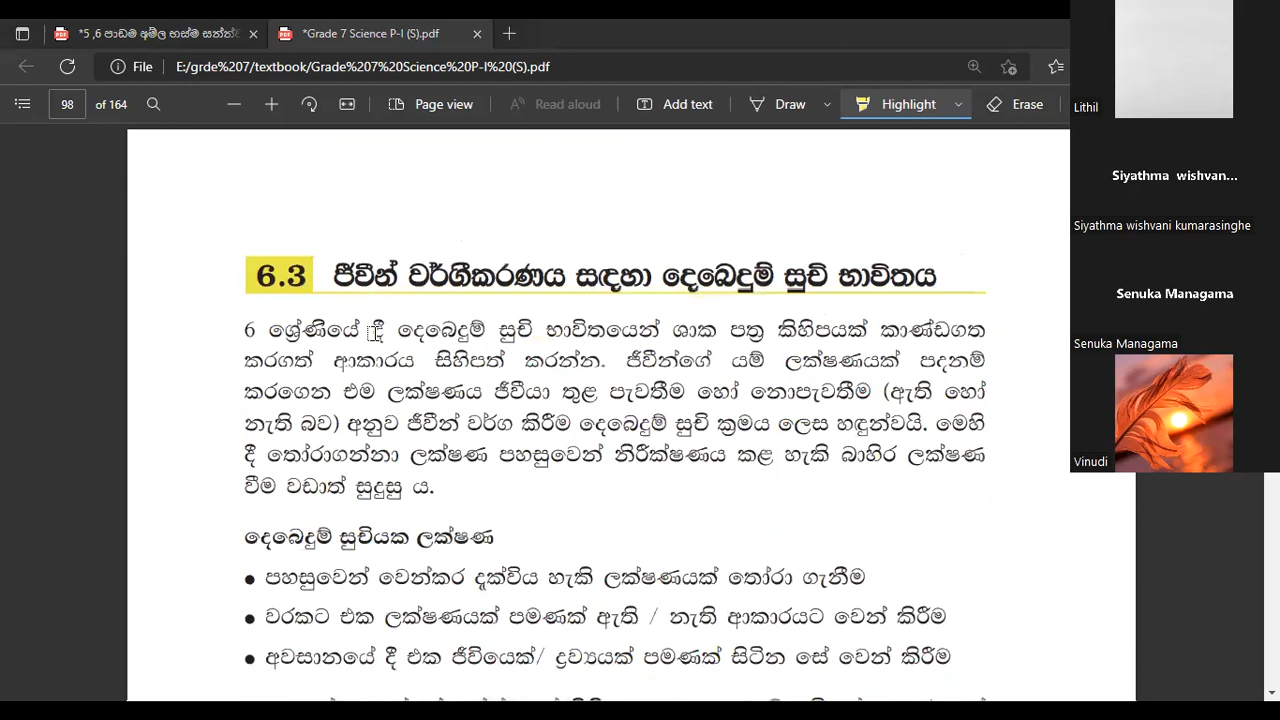 *5 ,6 පාඩම අම්ල භස්ම සත්ත්ව
*Grade 7 Science P-I (S).pdf
File
E:/grde%207/textbook/Grade%207%20Science%20P-I%20(S).pdf
98 of 164
Page view
Read aloud
Add text
Draw
Highlight
Erase
Lithil
Siyathma wishvan...
Siyathma wishvani kumarasinghe
Senuka Managama
Senuka Managama
Vinudi
6.3 ජීවීන් වර්ගීකරණය සඳහා දෙබෙදුම් සුචි භාවිතය
6 ශ්‍රේණියේ දී දෙබෙදුම් සුචි භාවිතයෙන් ශාක පත්‍ර කිහිපයක් කාණ්ඩගත
කරගත් ආකාරය සිහිපත් කරන්න. ජීවීන්ගේ යම් ලක්ෂණයක් පදනම්
කරගෙන එම ලක්ෂණය ජීවීයා තුළ පැවතීම හෝ නොපැවතීම (ඇති හෝ
නැති බව) අනුව ජීවීන් වර්ග කිරීම දෙබෙදුම් සුචි ක්‍රමය ලෙස හඳුන්වයි. මෙහි
දී තෝරාගන්නා ලක්ෂණ පහසුවෙන් නිරීක්ෂණය කළ හැකි බාහිර ලක්ෂණ
වීම වඩාත් සුදුසු ය.
දෙබෙදුම් සුචියක ලක්ෂණ
● පහසුවෙන් වෙන්කර දැක්විය හැකි ලක්ෂණයක් තෝරා ගැනීම
● වරකට එක ලක්ෂණයක් පමණක් ඇති / නැති ආකාරයට වෙන් කිරීම
● අවසානයේ දී එක ජීවියෙක්/ ද්‍රව්‍යයක් පමණක් සිටින සේ වෙන් කිරීම